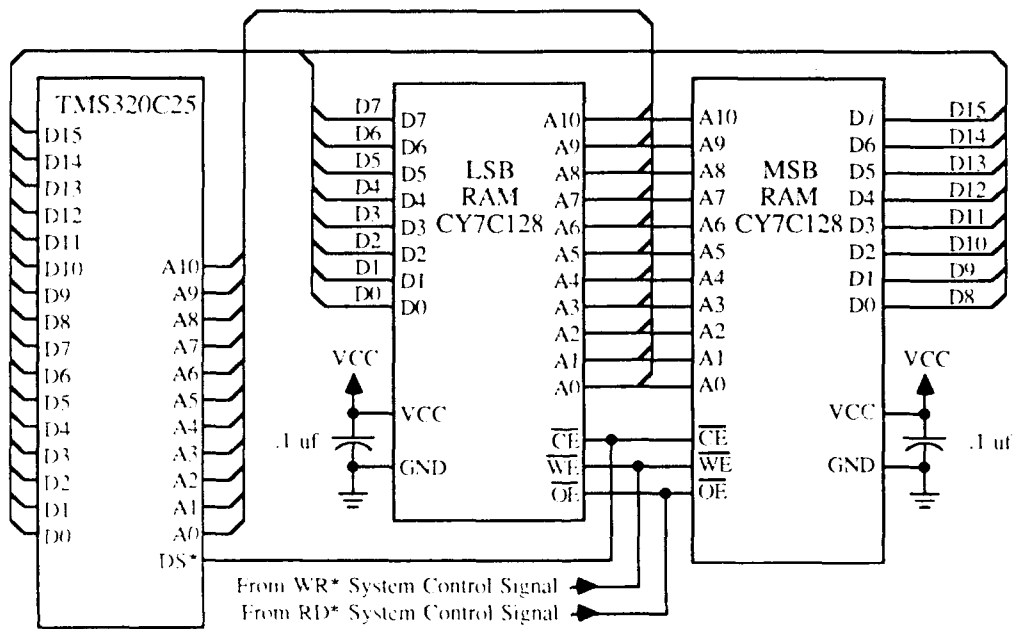 TMS320C25
D15
D14
D13
D12
D11
D10
D9
D8
D7
D6
D5
D4
D3
D2
D1
D0
A10
A9
A8
A7
A6
A5
A4
A3
A2
A1
A0
DS*
D7
D6
D5
D4
D3
D2
D1
D0
D7
D6
D5
D4
D3
D2
D1
D0
LSB
RAM
CY7C128
A10
A9
A8
A7
A6
A5
A4
A3
A2
A1
A0
VCC
VCC
.1 uf
GND
CE
WE
OE
A10
A9
A8
A7
A6
A5
A4
A3
A2
A1
A0
CE
WE
OE
MSB
RAM
CY7C128
D7
D6
D5
D4
D3
D2
D1
D0
D15
D14
D13
D12
D11
D10
D9
D8
VCC
VCC
.1 uf
GND
From WR* System Control Signal
From RD* System Control Signal